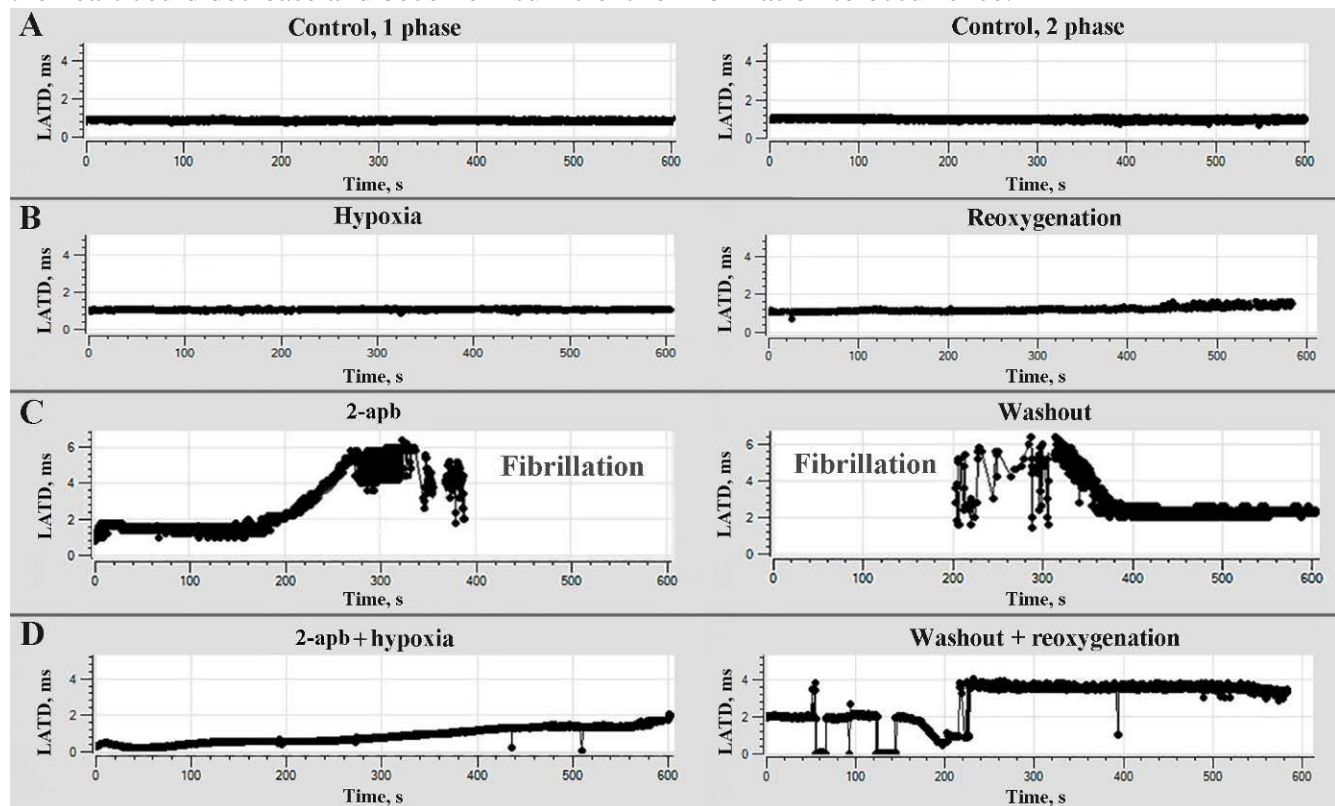 A
Control, 1 phase
LATD, ms
4
2
0
0 100 200 300 400 500 600
Time, s
Control, 2 phase
LATD, ms
4
2
0
0 100 200 300 400 500 600
Time, s
B
Hypoxia
LATD, ms
4
2
0
0 100 200 300 400 500 600
Time, s
Reoxygenation
LATD, ms
4
2
0
0 100 200 300 400 500 600
Time, s
C
2-apb
LATD, ms
6
4
2
0
Fibrillation
0 100 200 300 400 500 600
Time, s
Washout
LATD, ms
6
4
2
0
Fibrillation
0 100 200 300 400 500 600
Time, s
D
2-apb+hypoxia
LATD, ms
4
2
0
0 100 200 300 400 500 600
Time, s
Washout + reoxygenation
LATD, ms
4
2
0
0 100 200 300 400 500 600
Time, s